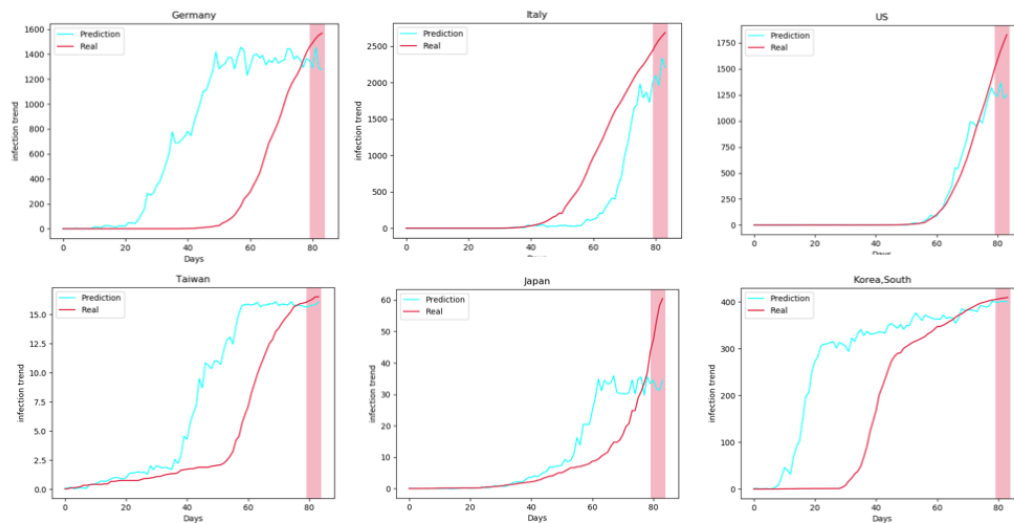 Germany
Prediction
Real
infection trend
1600
1400
1200
1000
800
600
400
200
0
0 20 40 60 80
Days
Italy
Prediction
Real
infection trend
2500
2000
1500
1000
500
0
0 20 40 60 80
Days
US
Prediction
Real
infection trend
1750
1500
1250
1000
750
500
250
0
0 20 40 60 80
Days
Taiwan
Prediction
Real
infection trend
15.0
12.5
10.0
7.5
5.0
2.5
0.0
0 20 40 60 80
Days
Japan
Prediction
Real
infection trend
60
50
40
30
20
10
0
0 20 40 60 80
Days
Korea,South
Prediction
Real
infection trend
400
300
200
100
0
0 20 40 60 80
Days